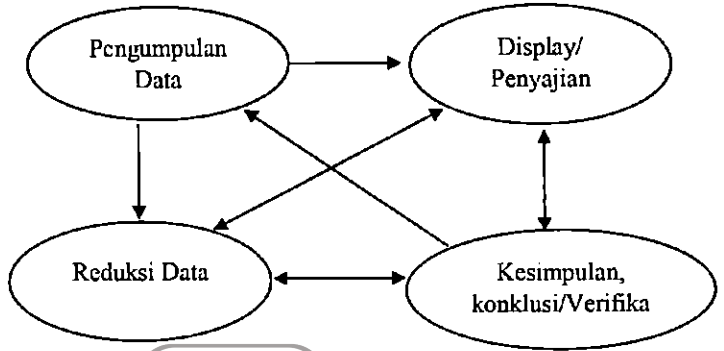 Pengumpulan
Data
Display/
Penyajian
Reduksi Data
Kesimpulan,
konklusi/Verifika